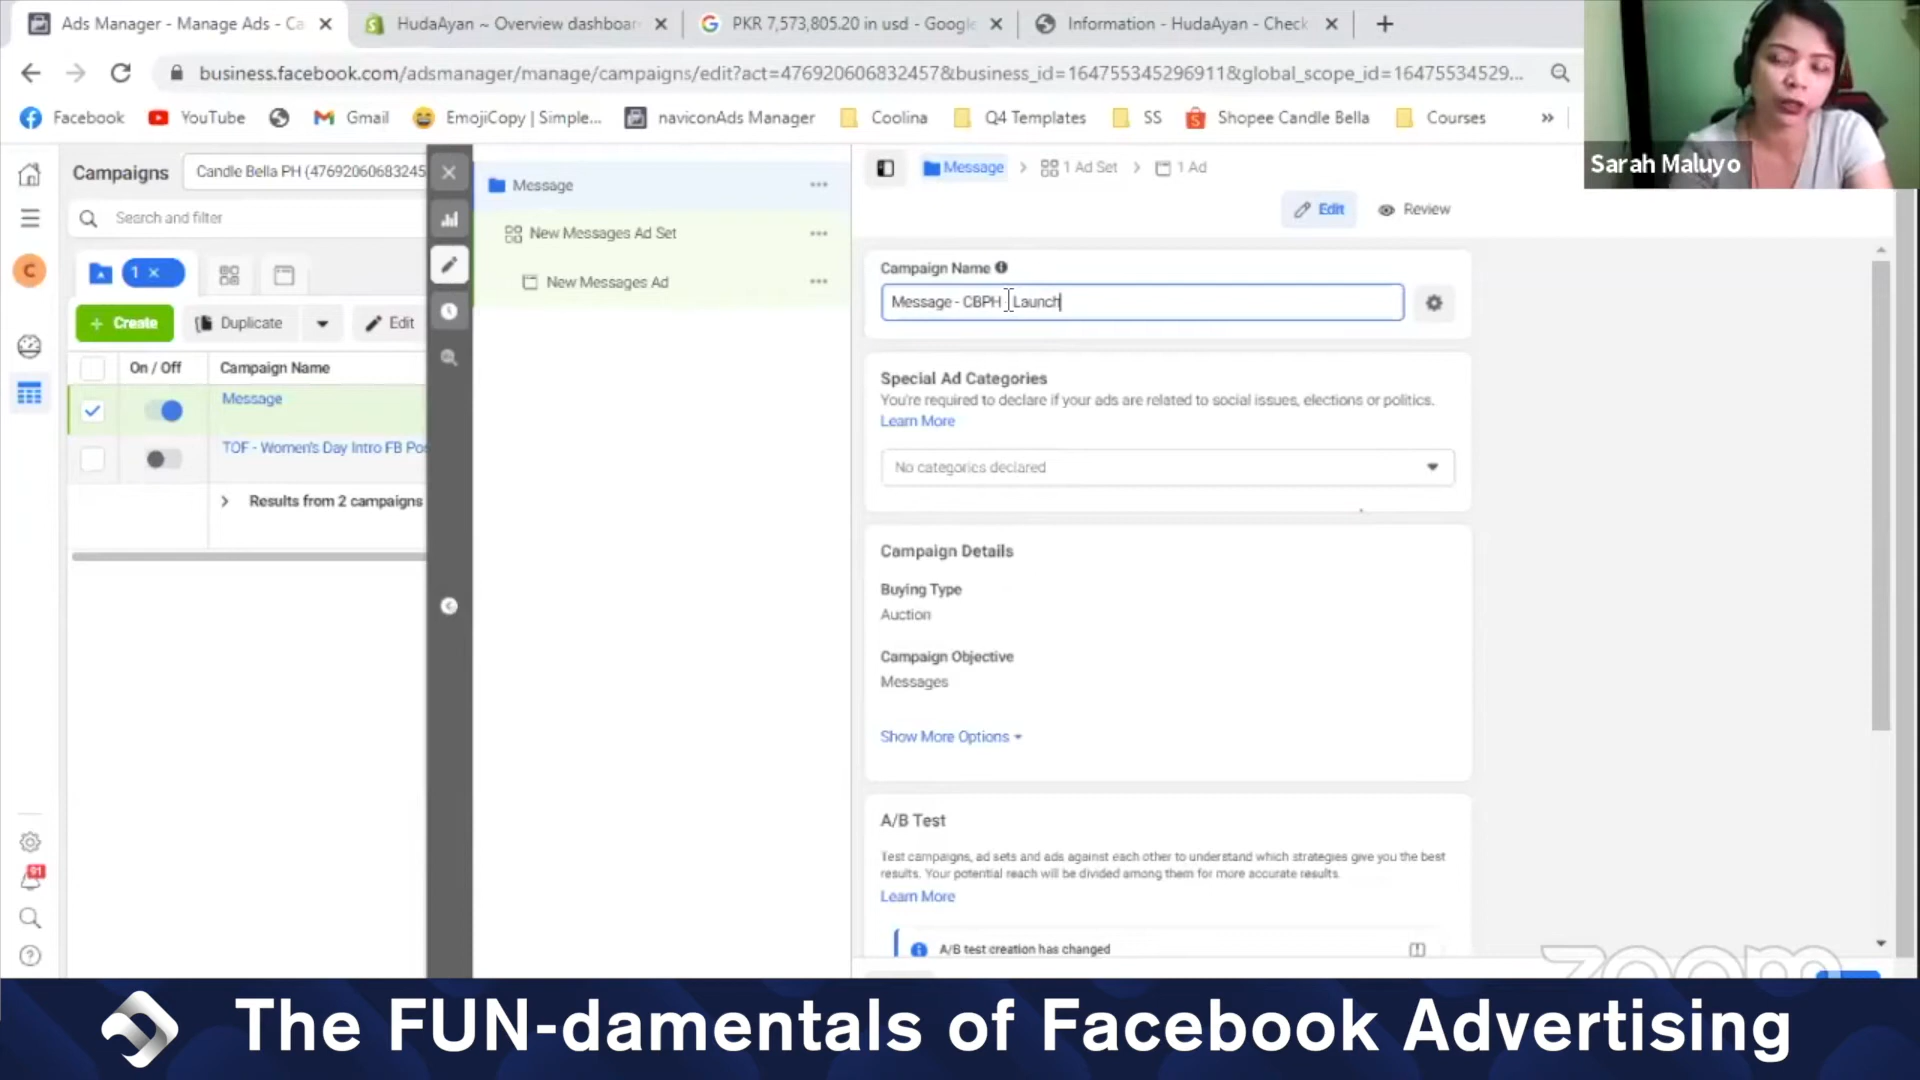 Ads Manager - Manage Ads - Ca
HudaAyan ~ Overview dashboar
PKR 7,573,805.20 in usd - Google
Information - HudaAyan - Check
business.facebook.com/adsmanager/manage/campaigns/edit?act=476920606832457&business_id=164755345296911&global_scope_id=16475534529...
Facebook
YouTube
Gmail
EmojiCopy | Simple...
naviconAds Manager
Coolina
Q4 Templates
SS
Shopee Candle Bella
Courses
»
Sarah Maluyo
Campaigns
Candle Bella PH (47692060683245
Search and filter
C
1 ×
+ Create
Duplicate
Edit
On / Off
Campaign Name
Message
TOF - Women's Day Intro FB Pos
Results from 2 campaigns
91
Message
New Messages Ad Set
New Messages Ad
Message > 1 Ad Set > 1 Ad
Edit
Review
Campaign Name
Message - CBPH - Launch
Special Ad Categories
You're required to declare if your ads are related to social issues, elections or politics.
Learn More
No categories declared
Campaign Details
Buying Type
Auction
Campaign Objective
Messages
Show More Options
A/B Test
Test campaigns, ad sets and ads against each other to understand which strategies give you the best
results. Your potential reach will be divided among them for more accurate results.
Learn More
A/B test creation has changed
zoom
The FUN-damentals of Facebook Advertising